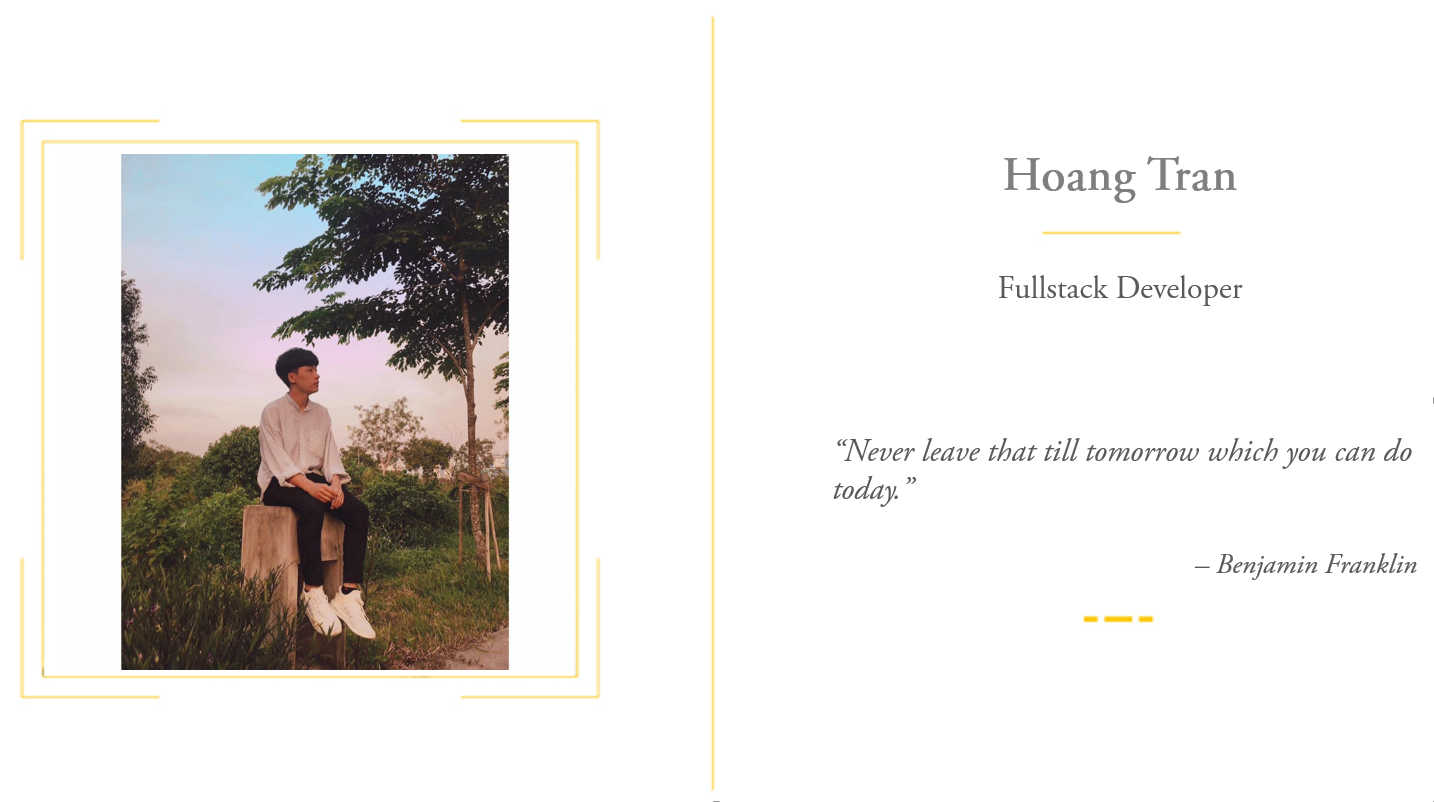 Hoang Tran
Fullstack Developer
“Never leave that till tomorrow which you can do
today.”
– Benjamin Franklin